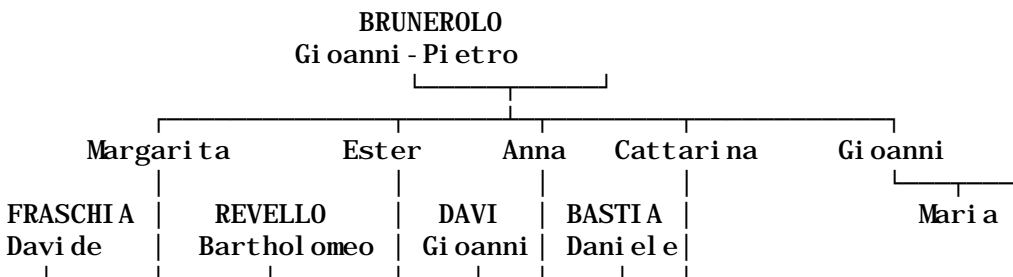 BRUNEROLO
Gioanni-Pietro
Margarita Ester Anna Cattarina Gioanni
FRASCHIA REVELLO DAVI BASTIA Maria
Davide Bartholomeo Gioanni Daniele